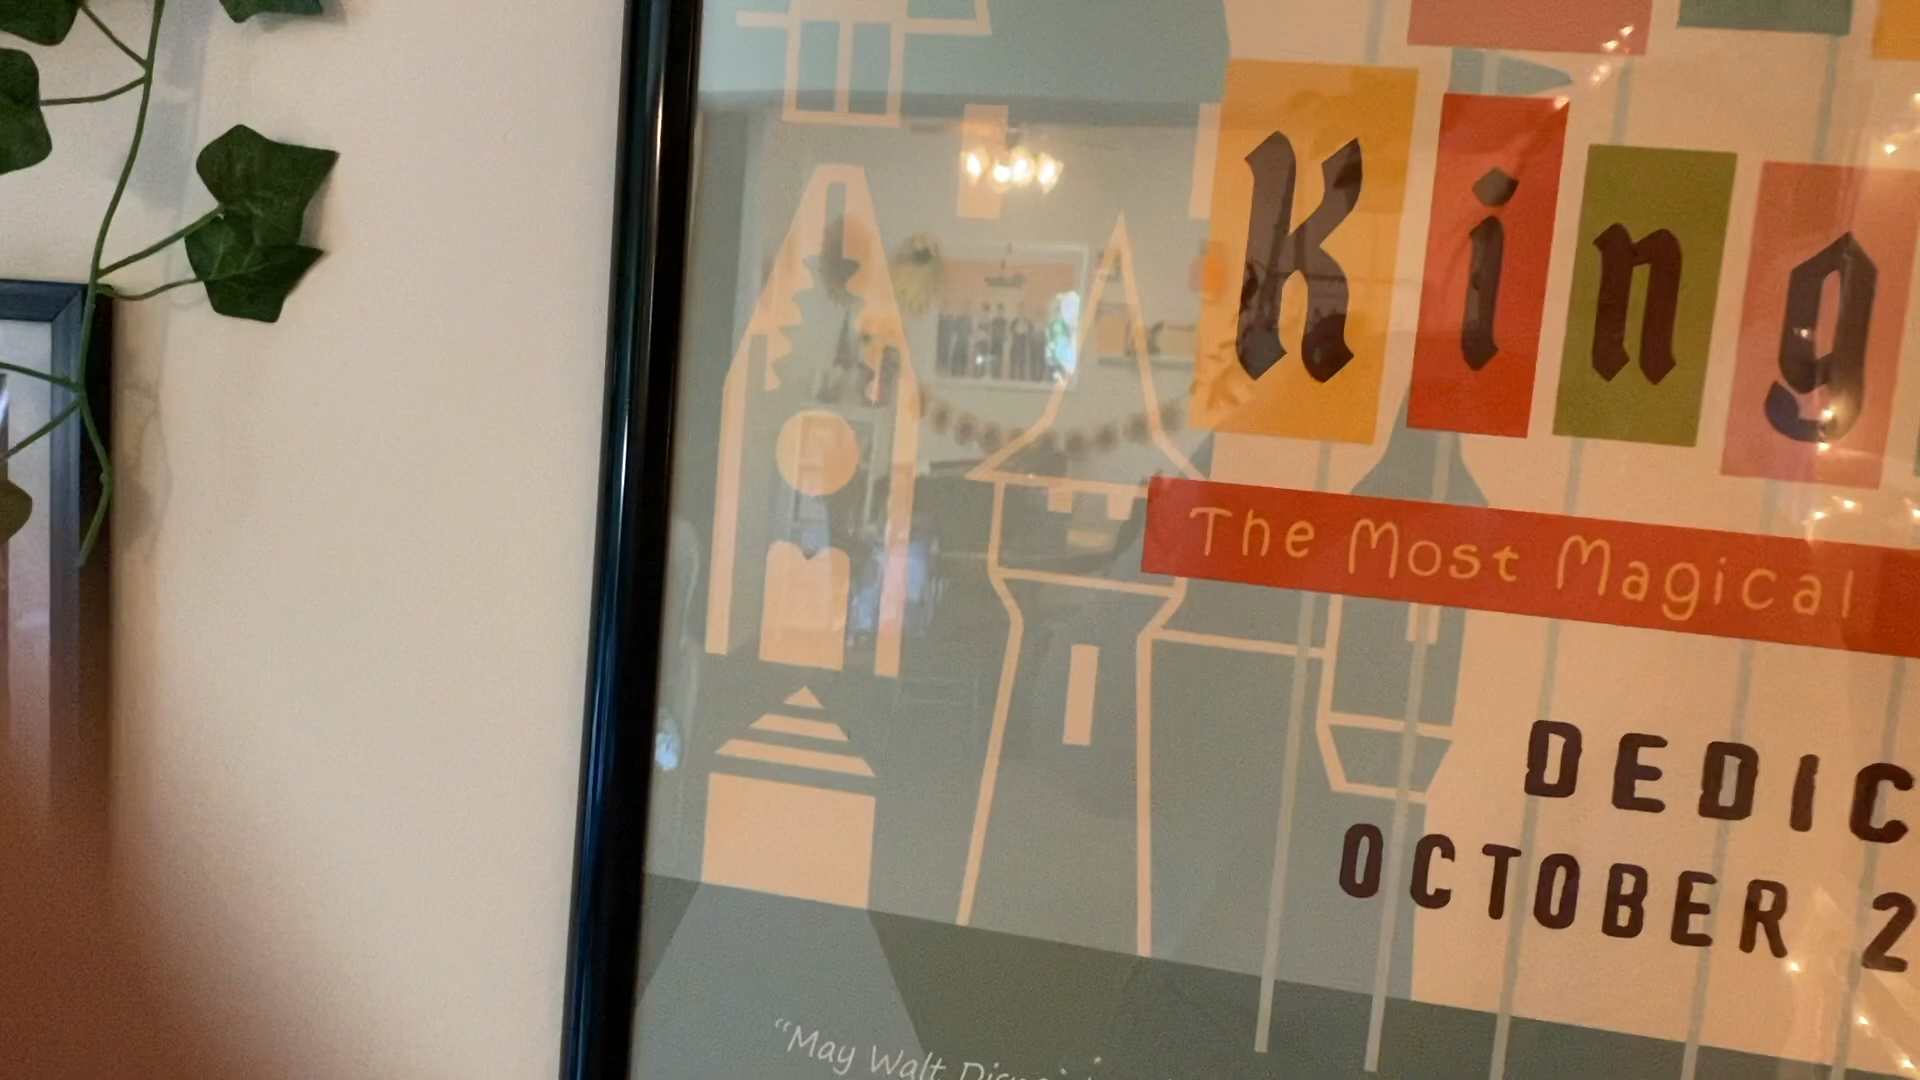 King
The Most Magical
DEDIC
OCTOBER 2
"May Walt